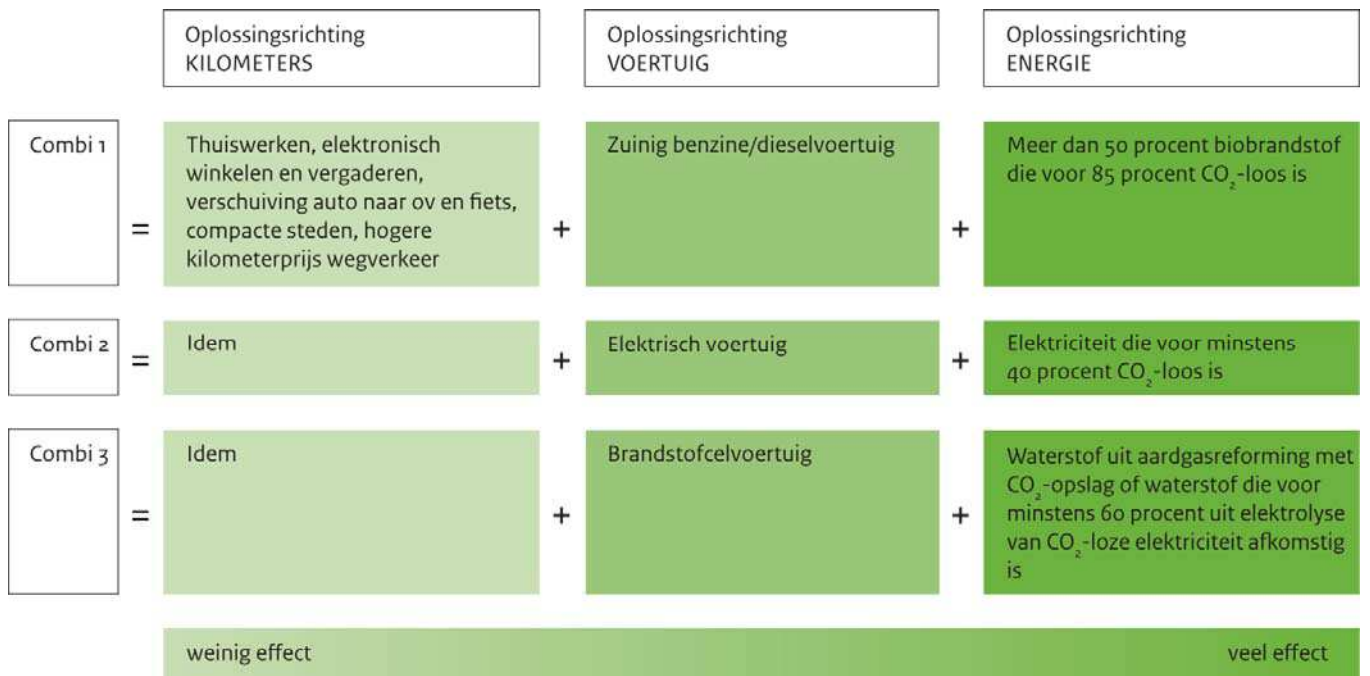 Oplossingsrichting
KILOMETERS
Oplossingsrichting
VOERTUIG
Oplossingsrichting
ENERGIE
Combi 1
=
Thuiswerken, elektronisch
winkelen en vergaderen,
verschuiving auto naar ov en fiets,
compacte steden, hogere
kilometerprijs wegverkeer
+
Zuinig benzine/dieselvoertuig
+
Meer dan 50 procent biobrandstof
die voor 85 procent CO₂-loos is
Combi 2
=
Idem
+
Elektrisch voertuig
+
Elektriciteit die voor minstens
40 procent CO₂-loos is
Combi 3
=
Idem
+
Brandstofcelvoertuig
+
Waterstof uit aardgasreforming met
CO₂-opslag of waterstof die voor
minstens 60 procent uit elektrolyse
van CO₂-loze elektriciteit afkomstig
is
weinig effect
veel effect